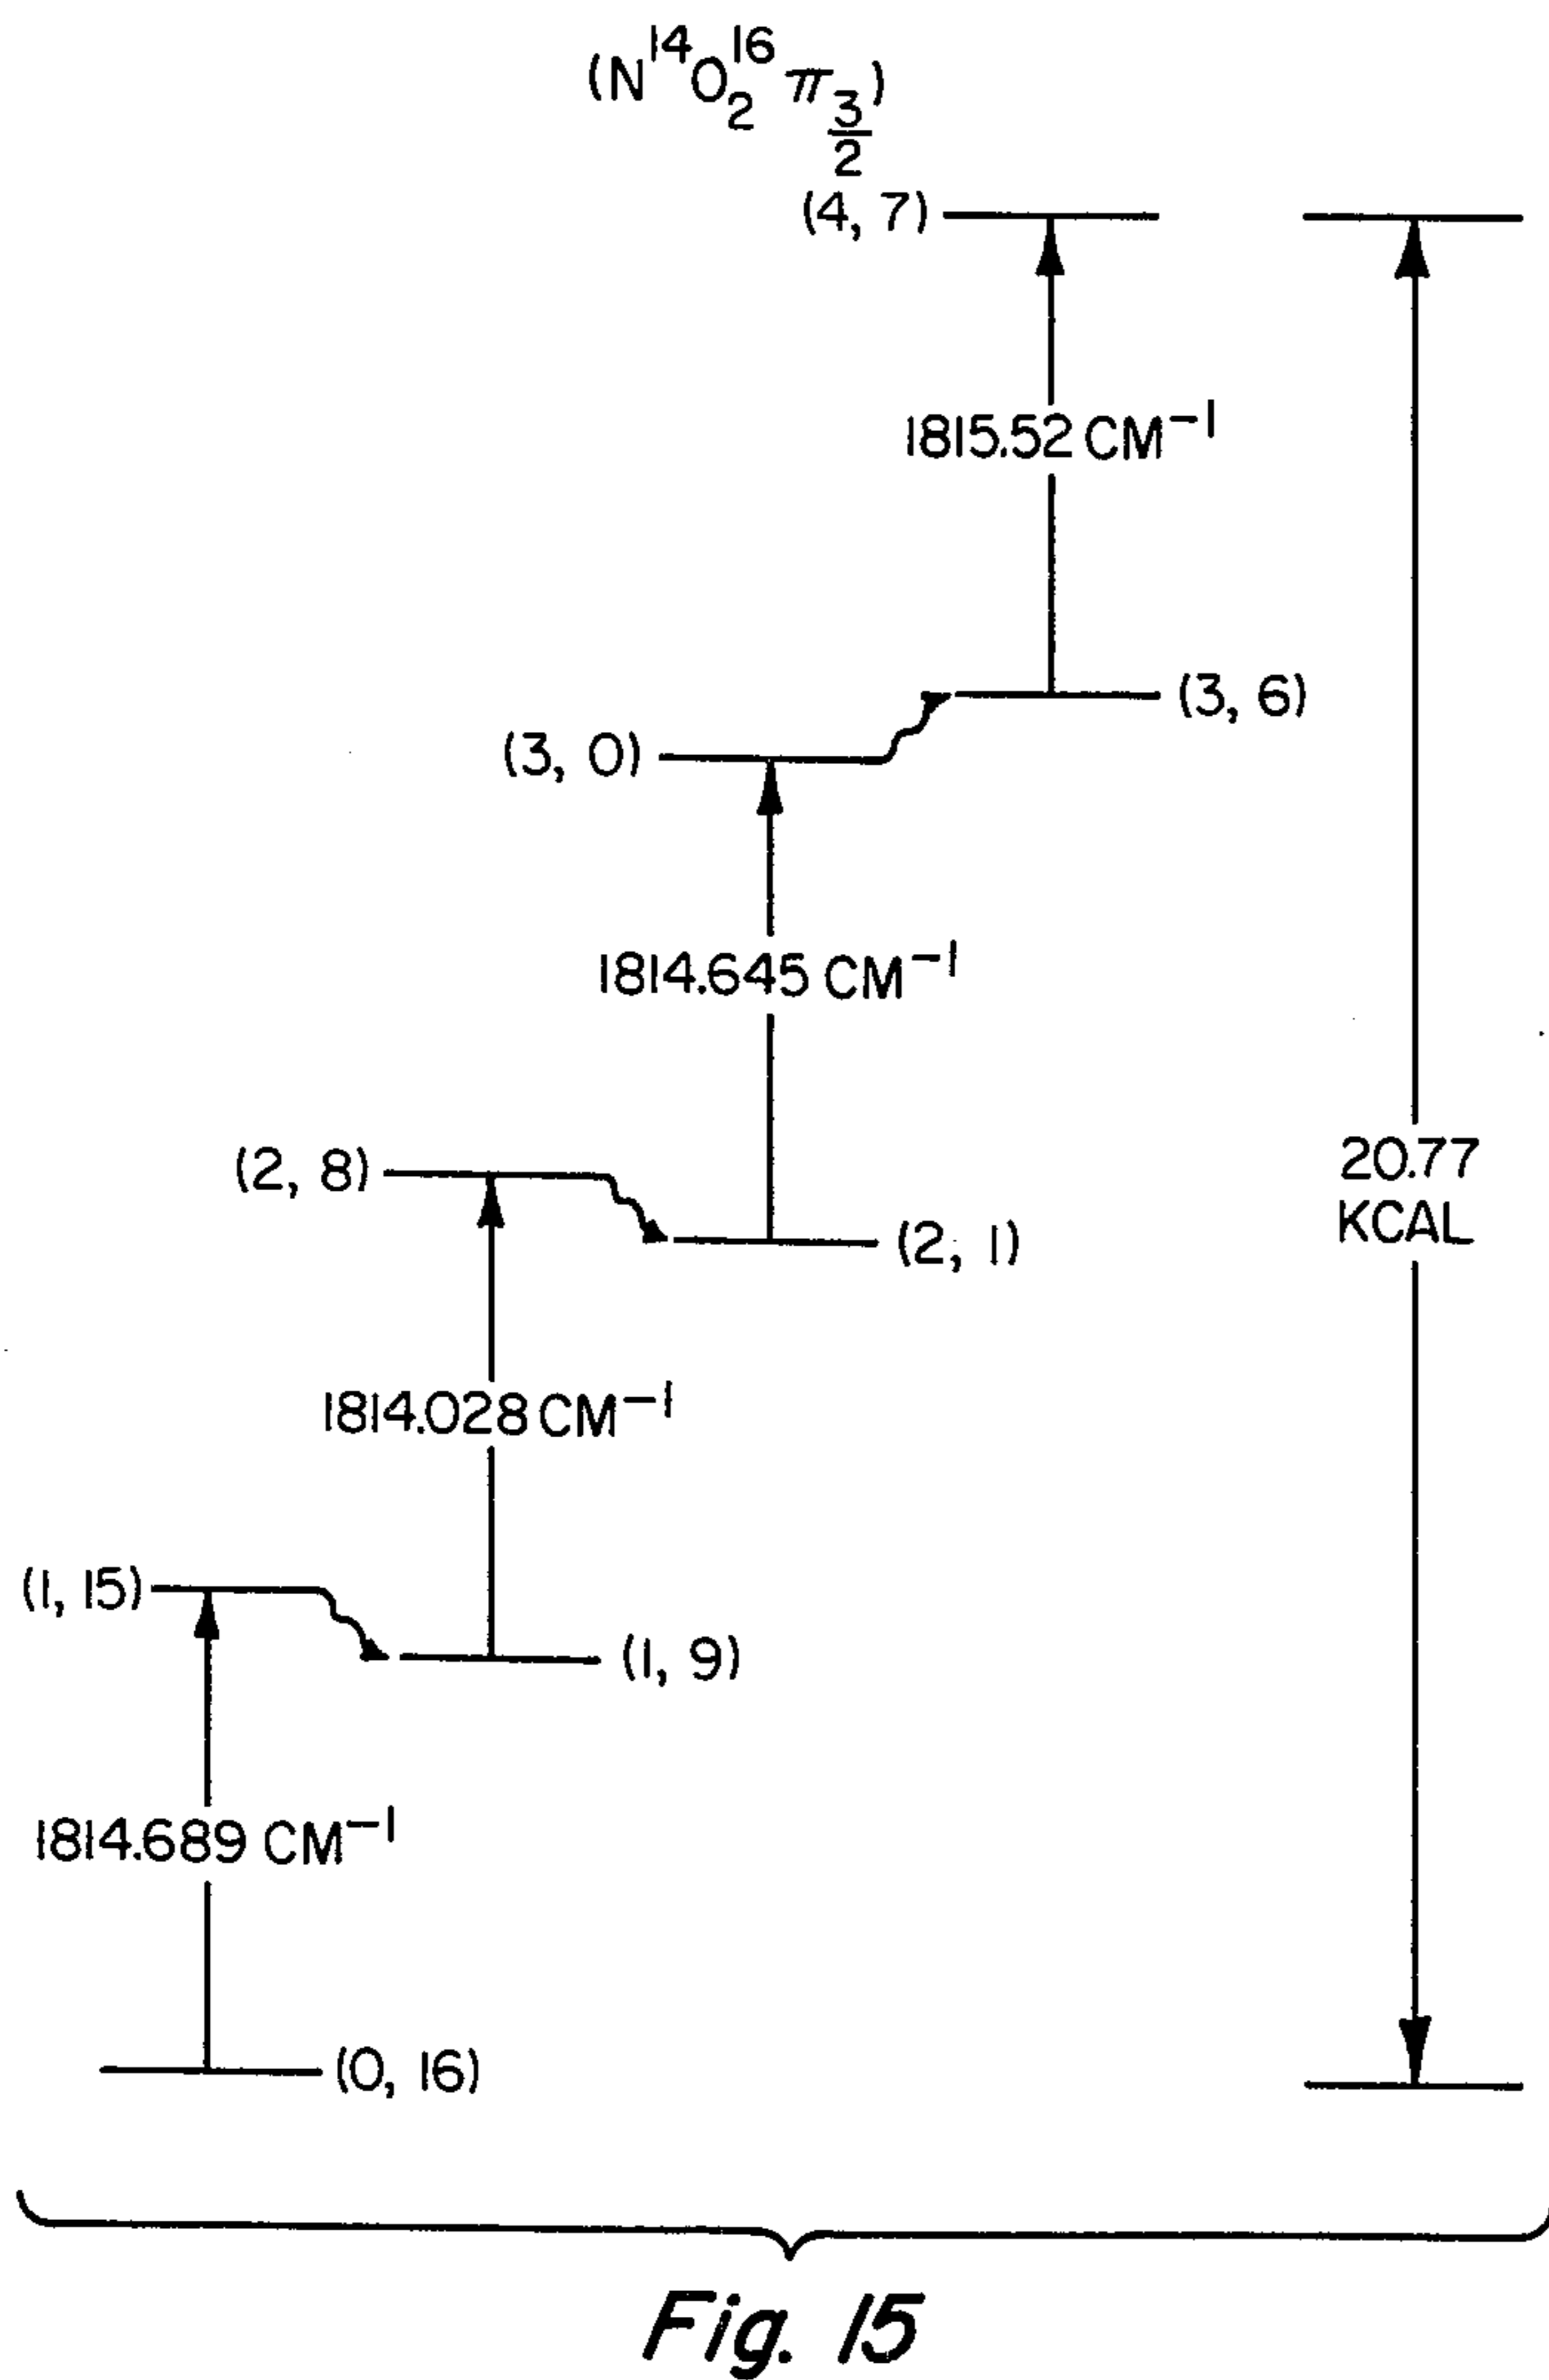 (N¹⁴O₂¹⁶ π 3/2)
(4, 7)
1815.52 CM⁻¹
(3, 6)
(3, 0)
1814.645 CM⁻¹
20.77
KCAL
(2, 8)
(2, 1)
1814.028 CM⁻¹
(1, 15)
(1, 9)
1814.689 CM⁻¹
(0, 16)
Fig. 15